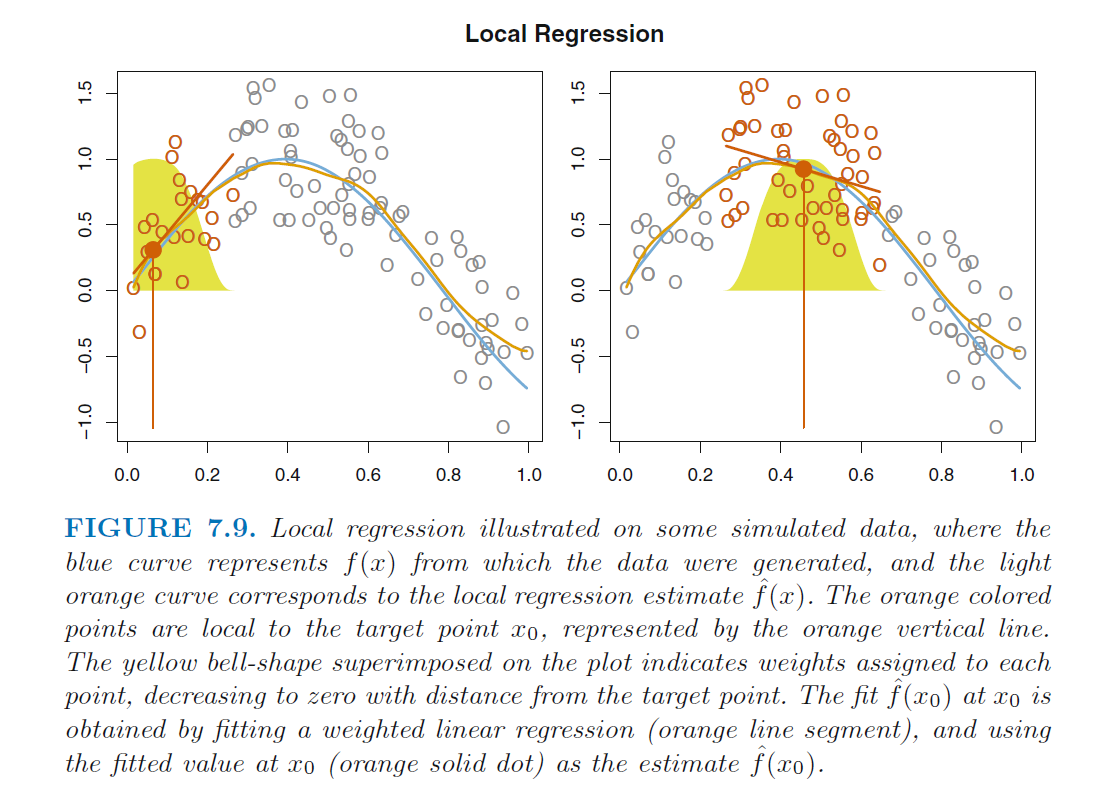 Local Regression
1.5
1.0
0.5
0.0
−0.5
−1.0
0.0 0.2 0.4 0.6 0.8 1.0
1.5
1.0
0.5
0.0
−0.5
−1.0
0.0 0.2 0.4 0.6 0.8 1.0
FIGURE 7.9. Local regression illustrated on some simulated data, where the
blue curve represents f(x) from which the data were generated, and the light
orange curve corresponds to the local regression estimate f̂(x). The orange colored
points are local to the target point x₀, represented by the orange vertical line.
The yellow bell-shape superimposed on the plot indicates weights assigned to each
point, decreasing to zero with distance from the target point. The fit f̂(x₀) at x₀ is
obtained by fitting a weighted linear regression (orange line segment), and using
the fitted value at x₀ (orange solid dot) as the estimate f̂(x₀).